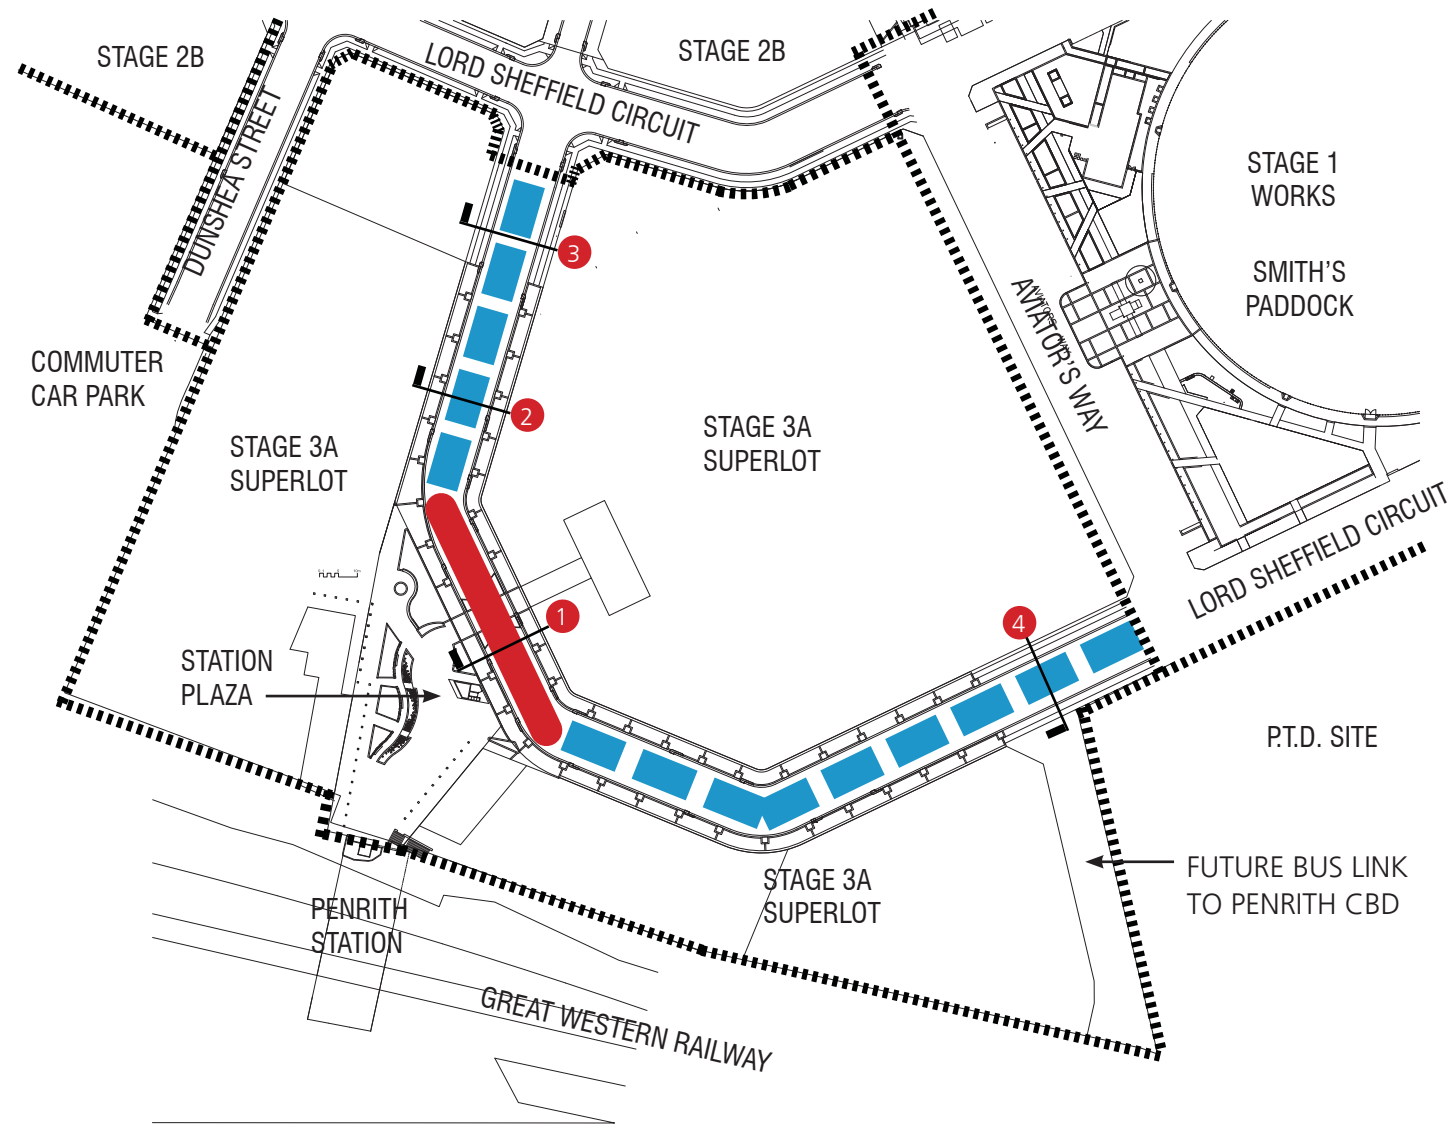 STAGE 2B
LORD SHEFFIELD CIRCUIT
STAGE 2B
DUNSHEA STREET
STAGE 1
WORKS
SMITH'S
PADDOCK
3
AVIATOR'S WAY
COMMUTER
CAR PARK
2
STAGE 3A
SUPERLOT
STAGE 3A
SUPERLOT
LORD SHEFFIELD CIRCUIT
1
4
STATION
PLAZA
P.T.D. SITE
FUTURE BUS LINK
TO PENRITH CBD
STAGE 3A
SUPERLOT
PENRITH
STATION
GREAT WESTERN RAILWAY